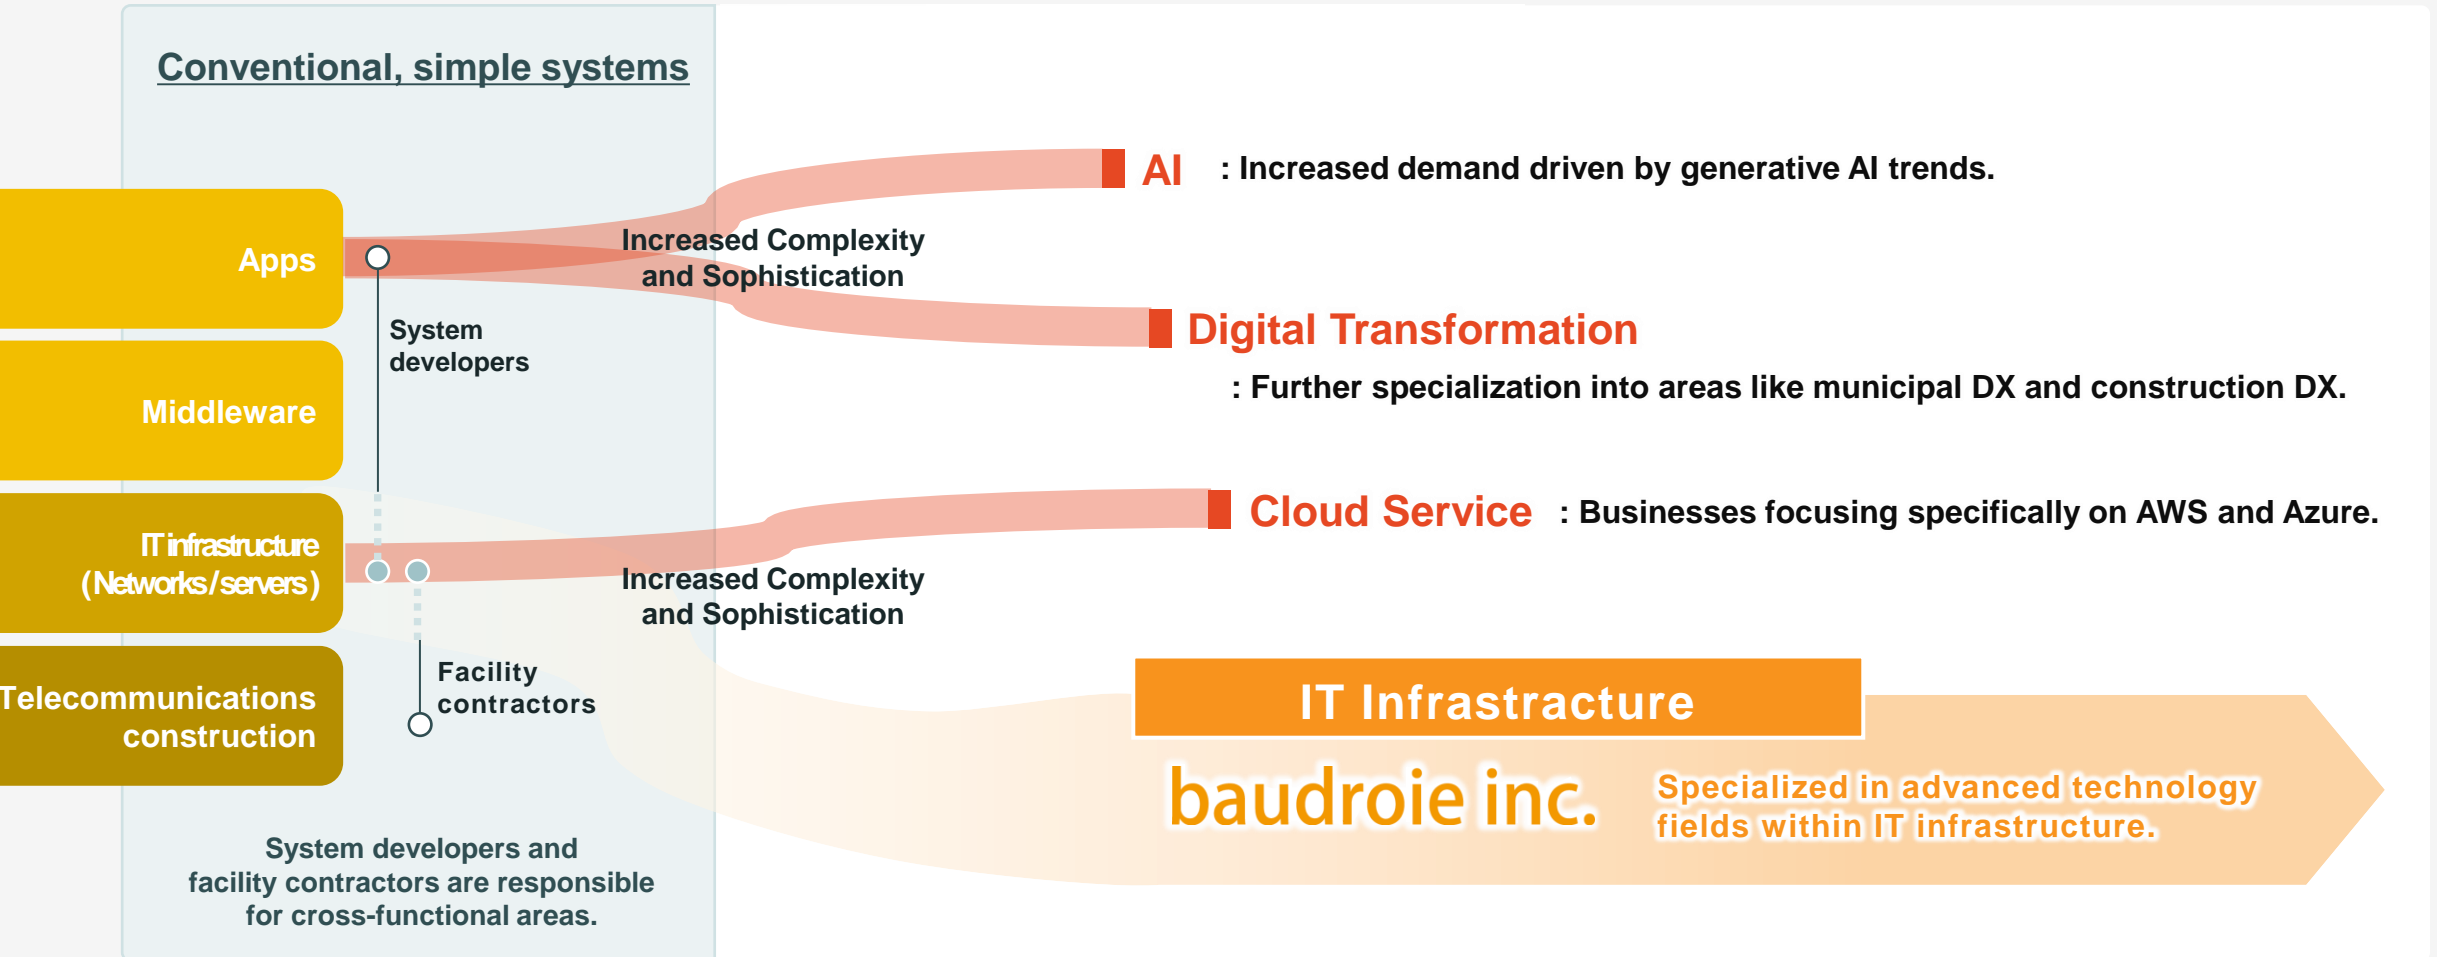 Conventional, simple systems
Apps
Middleware
IT infrastructure
(Networks/servers)
Telecommunications
construction
System
developers
Facility
contractors
System developers and
facility contractors are responsible
for cross-functional areas.
Increased Complexity
and Sophistication
AI : Increased demand driven by generative AI trends.
Digital Transformation
: Further specialization into areas like municipal DX and construction DX.
Cloud Service : Businesses focusing specifically on AWS and Azure.
Increased Complexity
and Sophistication
IT Infrastracture
baudroie inc.
Specialized in advanced technology
fields within IT infrastructure.